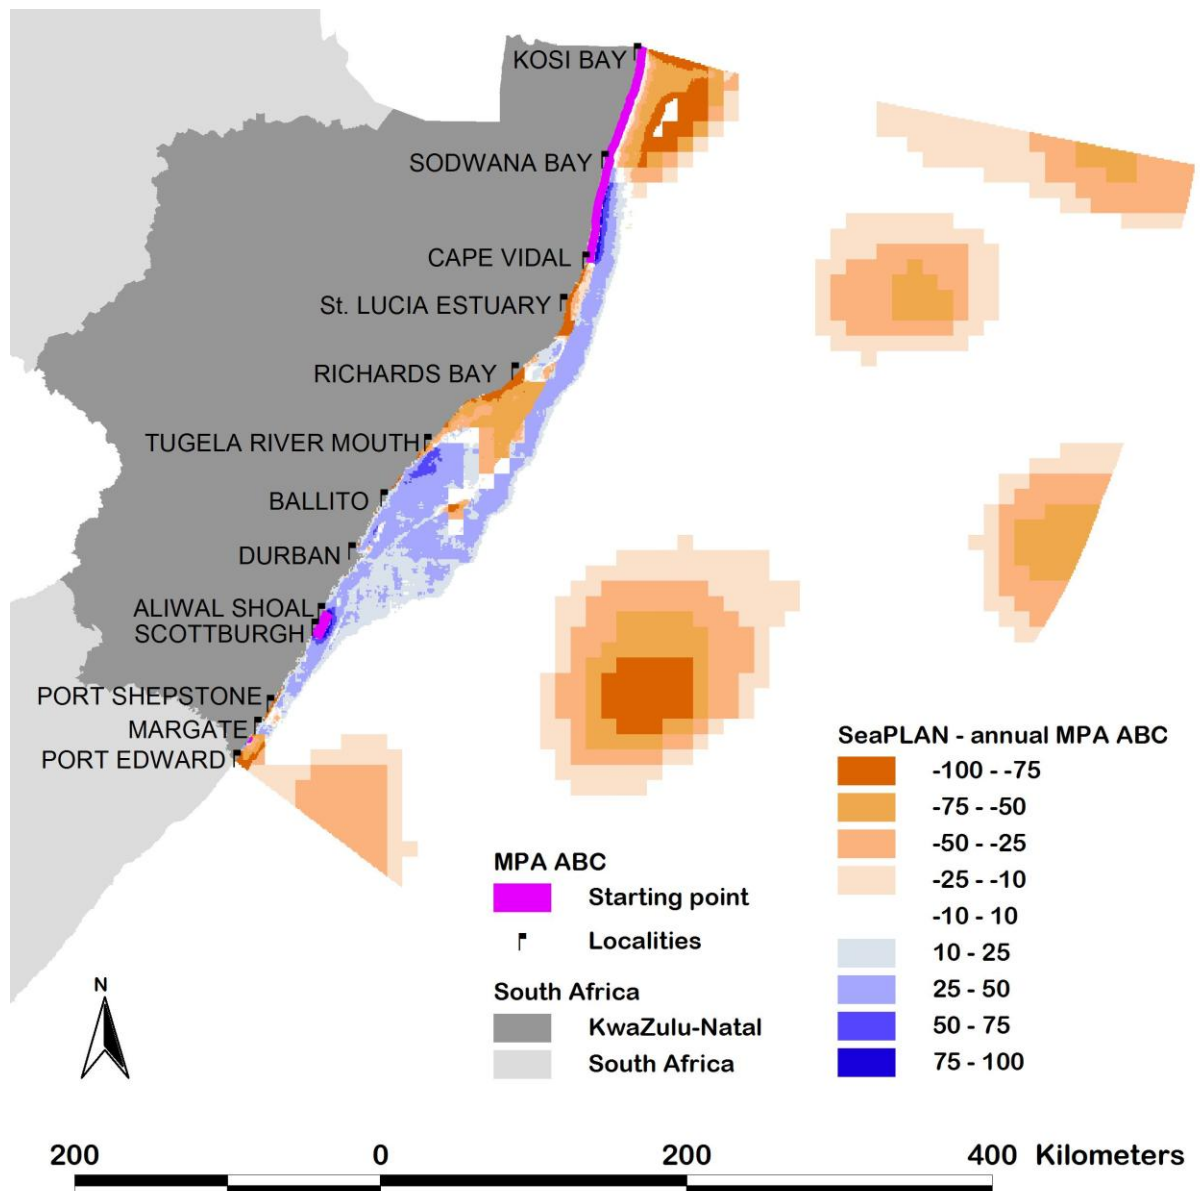 KOSI BAY
SODWANA BAY
CAPE VIDAL
St. LUCIA ESTUARY
RICHARDS BAY
TUGELA RIVER MOUTH
BALLITO
DURBAN
ALIWAL SHOAL
SCOTTBURGH
PORT SHEPSTONE
MARGATE
PORT EDWARD
MPA ABC
Starting point
Localities
South Africa
KwaZulu-Natal
South Africa
SeaPLAN - annual MPA ABC
-100 - -75
-75 - -50
-50 - -25
-25 - -10
-10 - 10
10 - 25
25 - 50
50 - 75
75 - 100
N
200 0 200 400 Kilometers